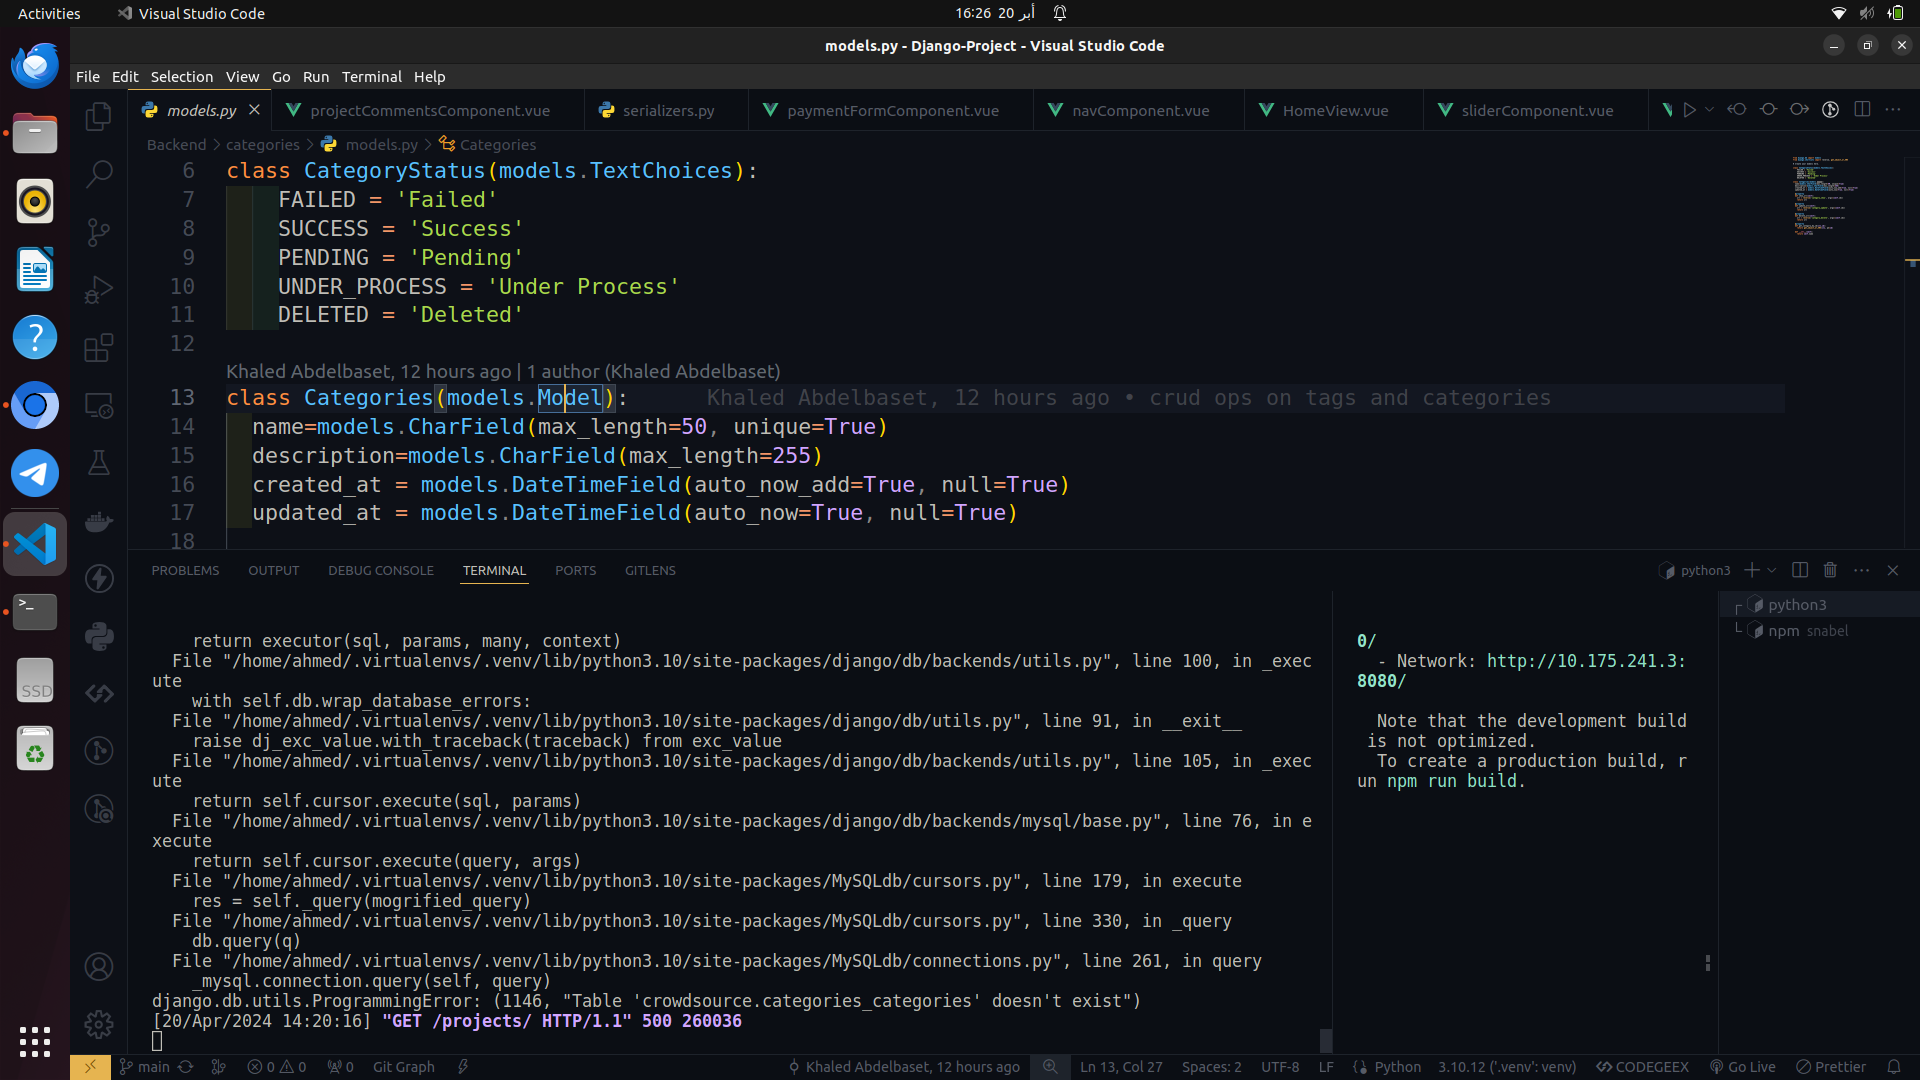 Activities
Visual Studio Code
16:26 20 أبر
models.py - Django-Project - Visual Studio Code
File Edit Selection View Go Run Terminal Help
models.py
projectCommentsComponent.vue
serializers.py
paymentFormComponent.vue
navComponent.vue
HomeView.vue
sliderComponent.vue
Backend > categories > models.py > Categories
6 class CategoryStatus(models.TextChoices):
7 FAILED = 'Failed'
8 SUCCESS = 'Success'
9 PENDING = 'Pending'
10 UNDER_PROCESS = 'Under Process'
11 DELETED = 'Deleted'
12
Khaled Abdelbaset, 12 hours ago | 1 author (Khaled Abdelbaset)
13 class Categories(models.Model): Khaled Abdelbaset, 12 hours ago • crud ops on tags and categories
14 name=models.CharField(max_length=50, unique=True)
15 description=models.CharField(max_length=255)
16 created_at = models.DateTimeField(auto_now_add=True, null=True)
17 updated_at = models.DateTimeField(auto_now=True, null=True)
18
PROBLEMS OUTPUT DEBUG CONSOLE TERMINAL PORTS GITLENS
python3
return executor(sql, params, many, context)
File "/home/ahmed/.virtualenvs/.venv/lib/python3.10/site-packages/django/db/backends/utils.py", line 100, in _exec
ute
with self.db.wrap_database_errors:
File "/home/ahmed/.virtualenvs/.venv/lib/python3.10/site-packages/django/db/utils.py", line 91, in __exit__
raise dj_exc_value.with_traceback(traceback) from exc_value
File "/home/ahmed/.virtualenvs/.venv/lib/python3.10/site-packages/django/db/backends/utils.py", line 105, in _exec
ute
return self.cursor.execute(sql, params)
File "/home/ahmed/.virtualenvs/.venv/lib/python3.10/site-packages/django/db/backends/mysql/base.py", line 76, in e
xecute
return self.cursor.execute(query, args)
File "/home/ahmed/.virtualenvs/.venv/lib/python3.10/site-packages/MySQLdb/cursors.py", line 179, in execute
res = self._query(mogrified_query)
File "/home/ahmed/.virtualenvs/.venv/lib/python3.10/site-packages/MySQLdb/cursors.py", line 330, in _query
db.query(q)
File "/home/ahmed/.virtualenvs/.venv/lib/python3.10/site-packages/MySQLdb/connections.py", line 261, in query
_mysql.connection.query(self, query)
django.db.utils.ProgrammingError: (1146, "Table 'crowdsource.categories_categories' doesn't exist")
[20/Apr/2024 14:20:16] "GET /projects/ HTTP/1.1" 500 260036
0/
- Network: http://10.175.241.3:
8080/
Note that the development build
is not optimized.
To create a production build, r
un npm run build.
python3
npm snabel
SSD
main
0 0
0
Git Graph
Khaled Abdelbaset, 12 hours ago
Ln 13, Col 27
Spaces: 2
UTF-8
LF
Python
3.10.12 ('.venv': venv)
CODEGEEX
Go Live
Prettier